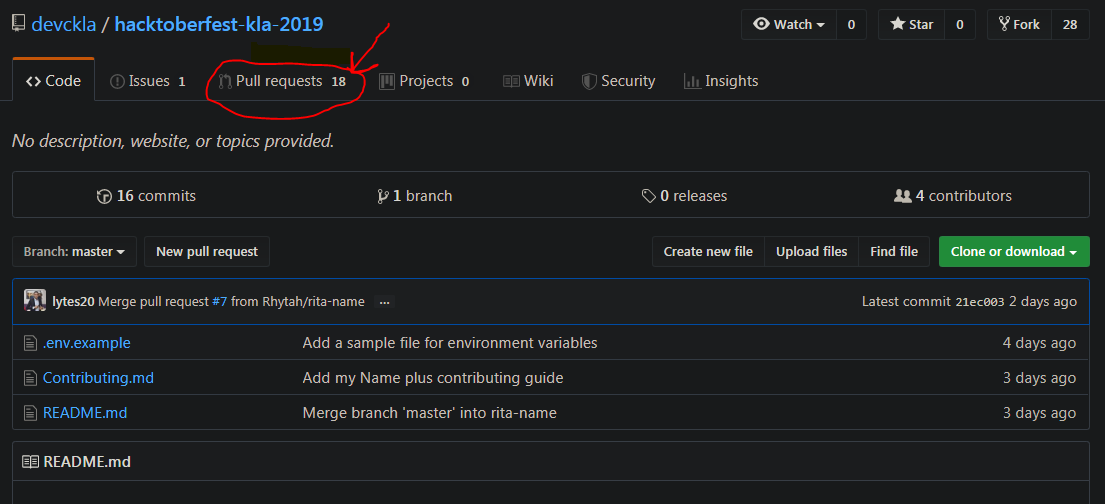 devckla / hacktoberfest-kla-2019 Watch 0 Star 0 Fork 28
Code Issues 1 Pull requests 18 Projects 0 Wiki Security Insights
No description, website, or topics provided.
16 commits 1 branch 0 releases 4 contributors
Branch: master New pull request Create new file Upload files Find file Clone or download
lytes20 Merge pull request #7 from Rhytah/rita-name ... Latest commit 21ec003 2 days ago
.env.example Add a sample file for environment variables 4 days ago
Contributing.md Add my Name plus contributing guide 3 days ago
README.md Merge branch 'master' into rita-name 3 days ago
README.md